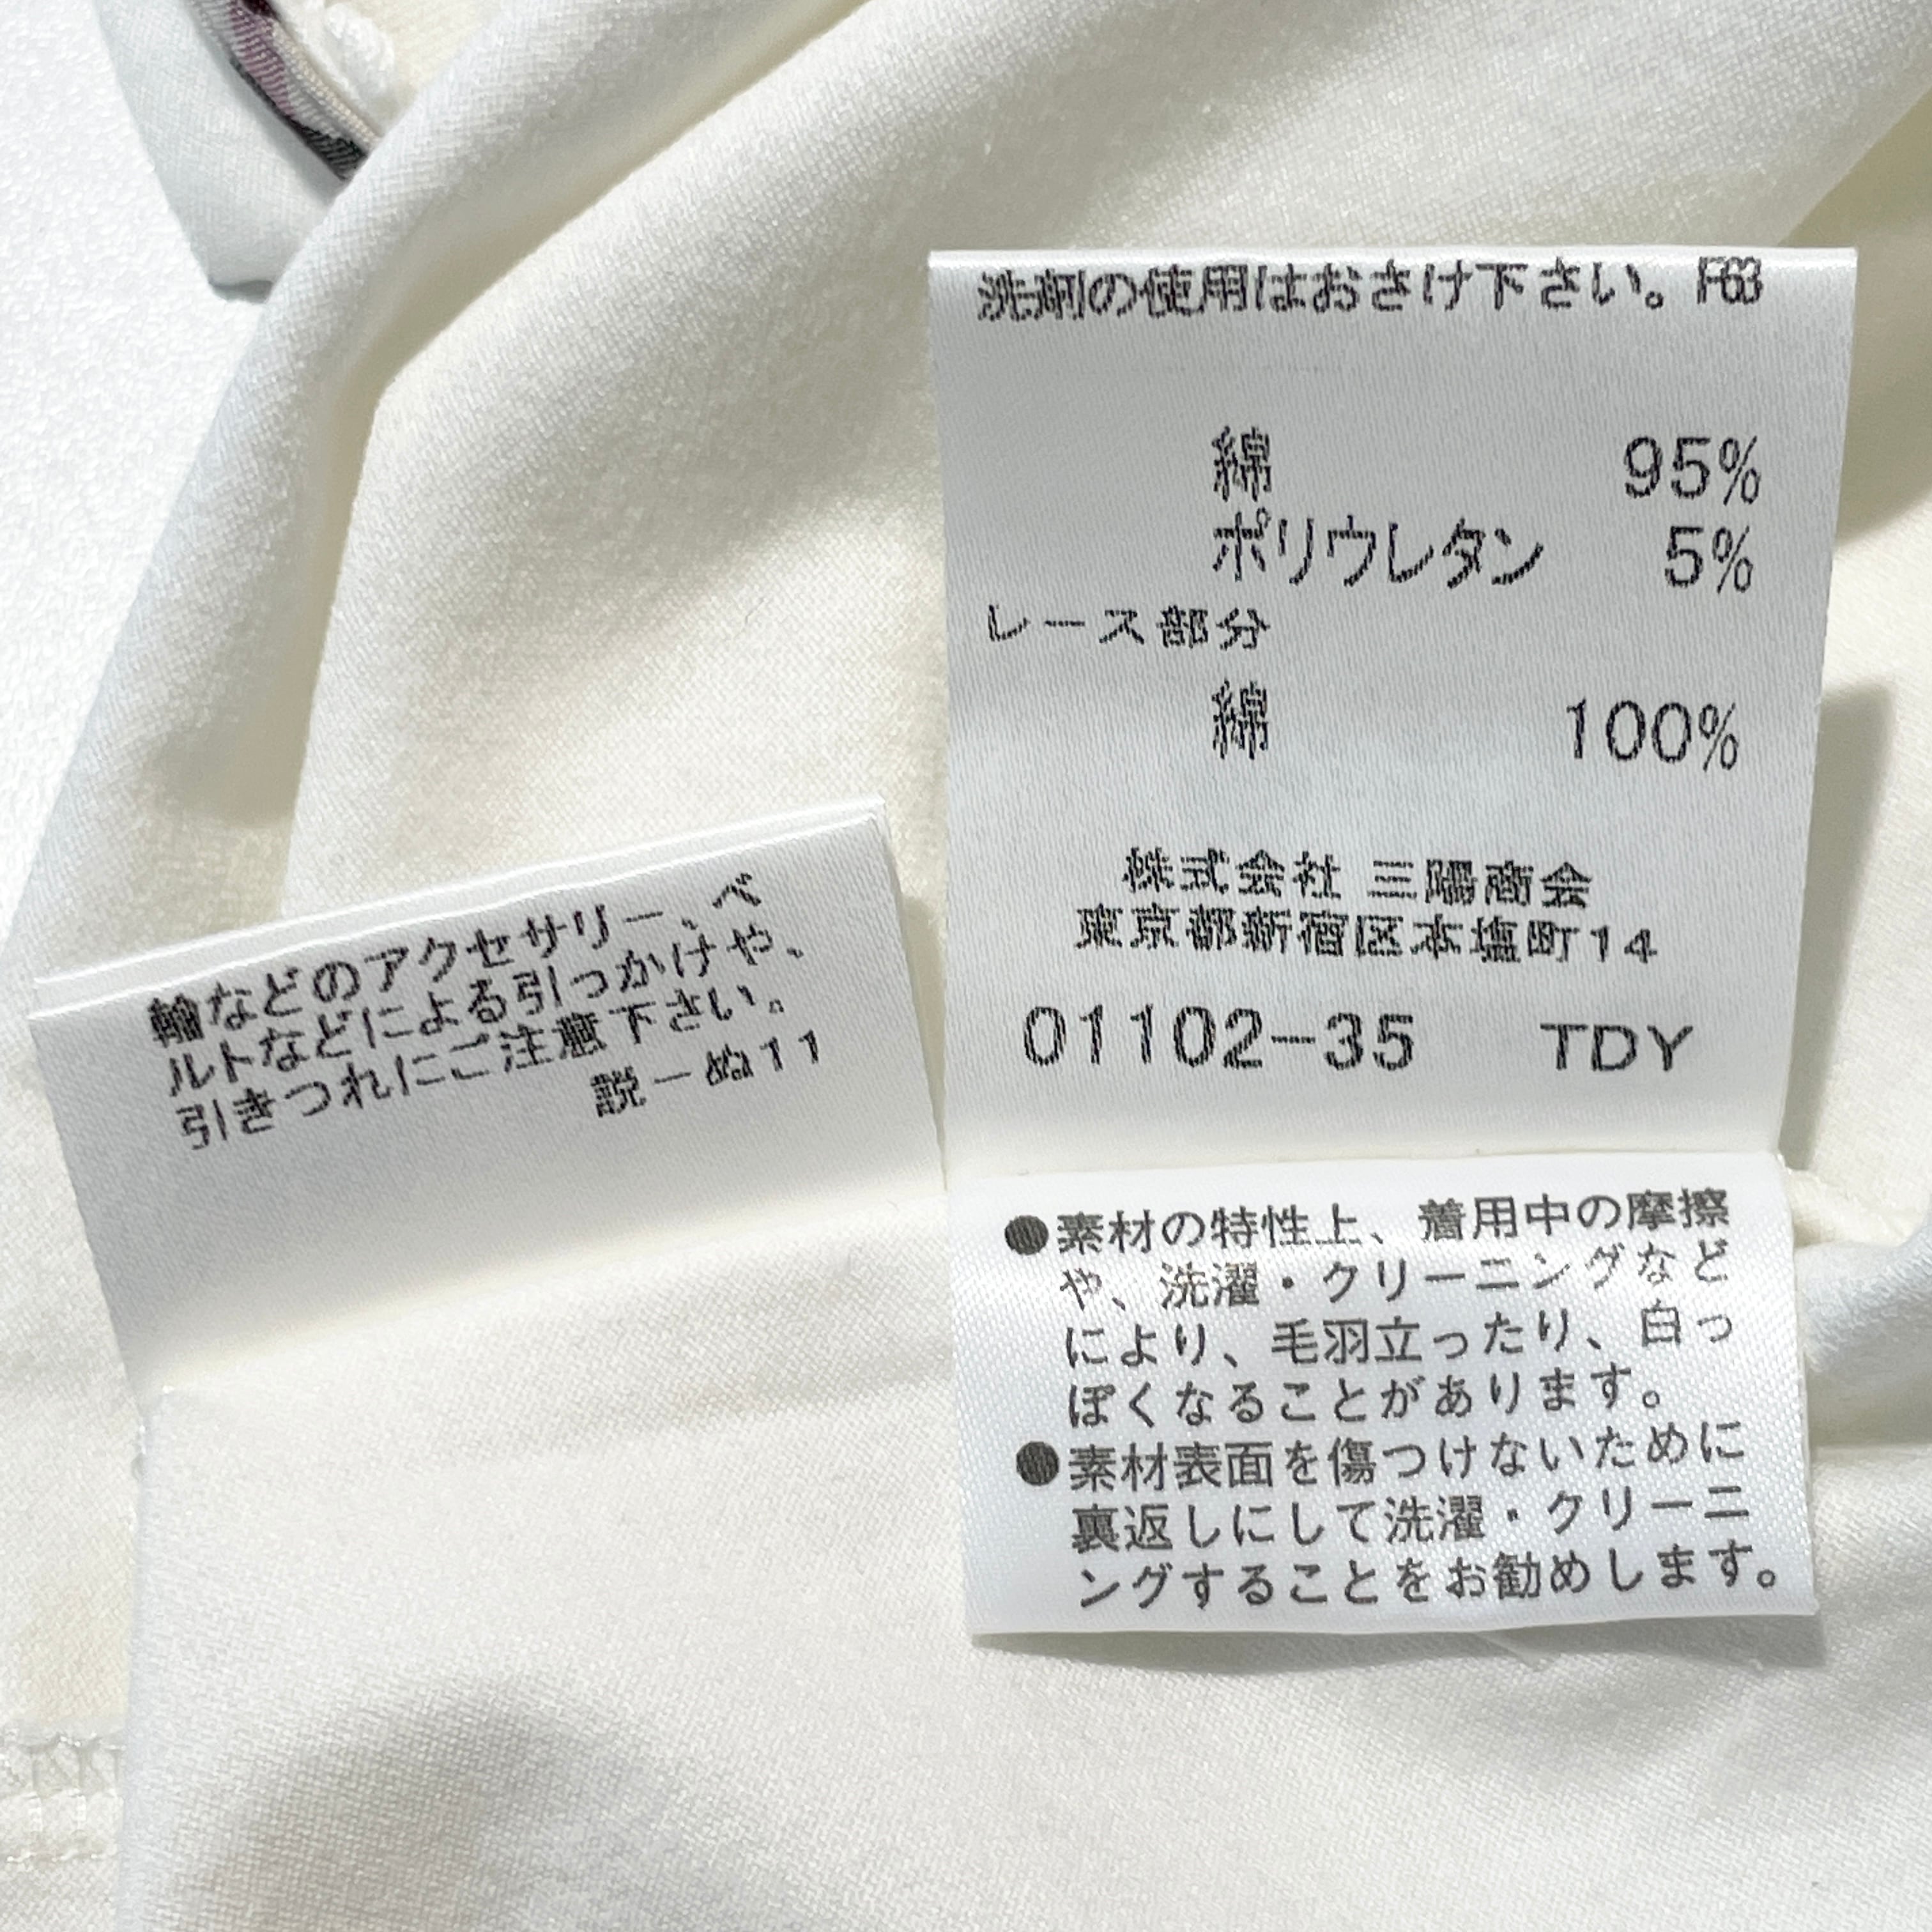 洗剤の使用はおさけ下さい。F63
綿 95%
ポリウレタン 5%
レース部分
綿 100%
株式会社 三陽商会
東京都新宿区本塩町14
01102-35 TDY
●素材の特性上、着用中の摩擦
や、洗濯・クリーニングなど
により、毛羽立ったり、白っ
ぽくなることがあります。
●素材表面を傷つけないために
裏返しにして洗濯・クリーニ
ングすることをお勧めします。
輪などのアクセサリー、ベ
ルトなどによる引っかけや、
引きつれにご注意下さい。
説－ぬ11